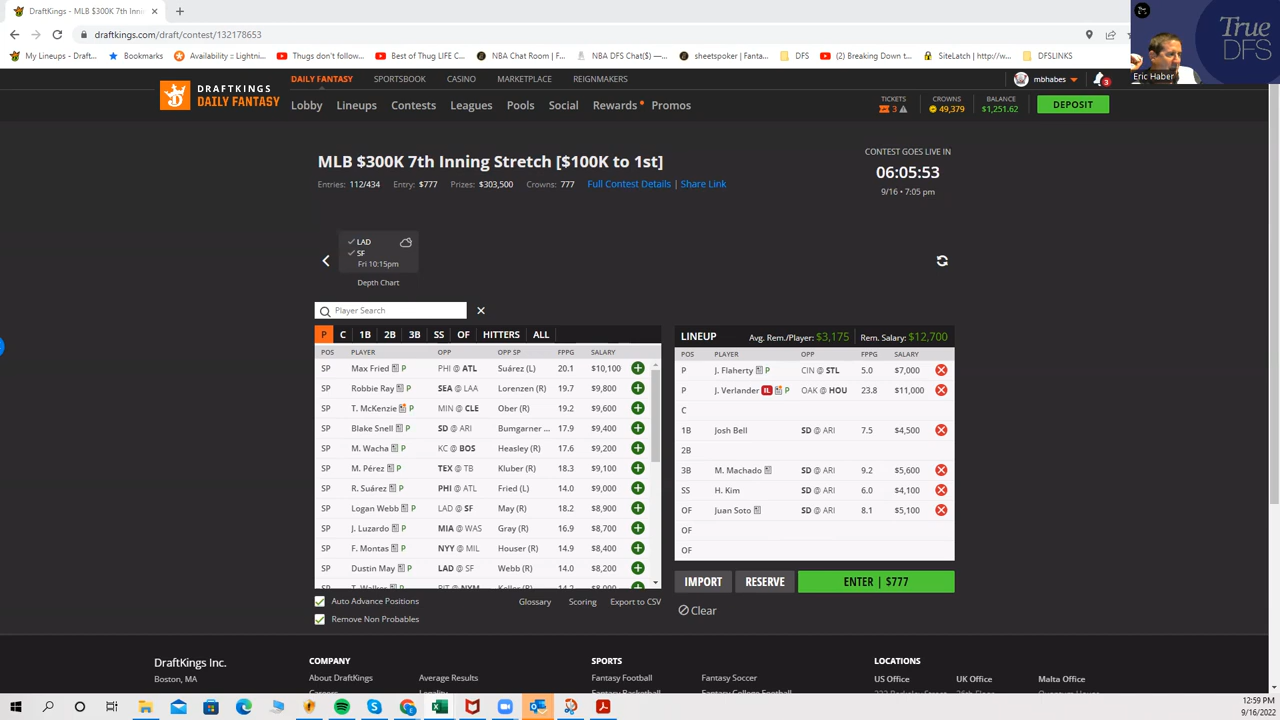 DraftKings - MLB $300K 7th Innin
draftkings.com/draft/contest/132178653
My Lineups - Draft... Bookmarks Availability :: Lightni... Thugs don't follow... Best of Thug LIFE C... NBA Chat Room | F... NBA DFS Chat($) —... sheetspoker | Fanta... DFS (2) Breaking Down t... SiteLatch | http://w... DFSLINKS
True
DFS
Eric Haber
DAILY FANTASY SPORTSBOOK CASINO MARKETPLACE REIGNMAKERS
mbhabes
3
DRAFTKINGS
DAILY FANTASY
Lobby Lineups Contests Leagues Pools Social Rewards Promos
TICKETS CROWNS BALANCE
3 49,379 $1,251.62
DEPOSIT
MLB $300K 7th Inning Stretch [$100K to 1st]
Entries: 112/434 Entry: $777 Prizes: $303,500 Crowns: 777 Full Contest Details | Share Link
CONTEST GOES LIVE IN
06:05:53
9/16 • 7:05 pm
LAD
SF
Fri 10:15pm
Depth Chart
Player Search
P C 1B 2B 3B SS OF HITTERS ALL
POS PLAYER OPP OPP SP FPPG SALARY
SP Max Fried P PHI @ ATL Suárez (L) 20.1 $10,100
SP Robbie Ray P SEA @ LAA Lorenzen (R) 19.7 $9,800
SP T. McKenzie P MIN @ CLE Ober (R) 19.2 $9,600
SP Blake Snell P SD @ ARI Bumgarner ... 17.9 $9,400
SP M. Wacha P KC @ BOS Heasley (R) 17.6 $9,200
SP M. Pérez P TEX @ TB Kluber (R) 18.3 $9,100
SP R. Suárez P PHI @ ATL Fried (L) 14.0 $9,000
SP Logan Webb P LAD @ SF May (R) 18.2 $8,900
SP J. Luzardo P MIA @ WAS Gray (R) 16.9 $8,700
SP F. Montas P NYY @ MIL Houser (R) 14.9 $8,400
SP Dustin May P LAD @ SF Webb (R) 14.0 $8,200
Auto Advance Positions
Remove Non Probables
Glossary Scoring Export to CSV
LINEUP Avg. Rem./Player: $3,175 Rem. Salary: $12,700
POS PLAYER OPP FPPG SALARY
P J. Flaherty P CIN @ STL 5.0 $7,000
P J. Verlander IL P OAK @ HOU 23.8 $11,000
C
1B Josh Bell SD @ ARI 7.5 $4,500
2B
3B M. Machado SD @ ARI 9.2 $5,600
SS H. Kim SD @ ARI 6.0 $4,100
OF Juan Soto SD @ ARI 8.1 $5,100
OF
OF
IMPORT RESERVE ENTER | $777
Clear
DraftKings Inc.
Boston, MA
COMPANY
About DraftKings Average Results
SPORTS
Fantasy Football Fantasy Soccer
LOCATIONS
US Office UK Office Malta Office
12:59 PM
9/16/2022